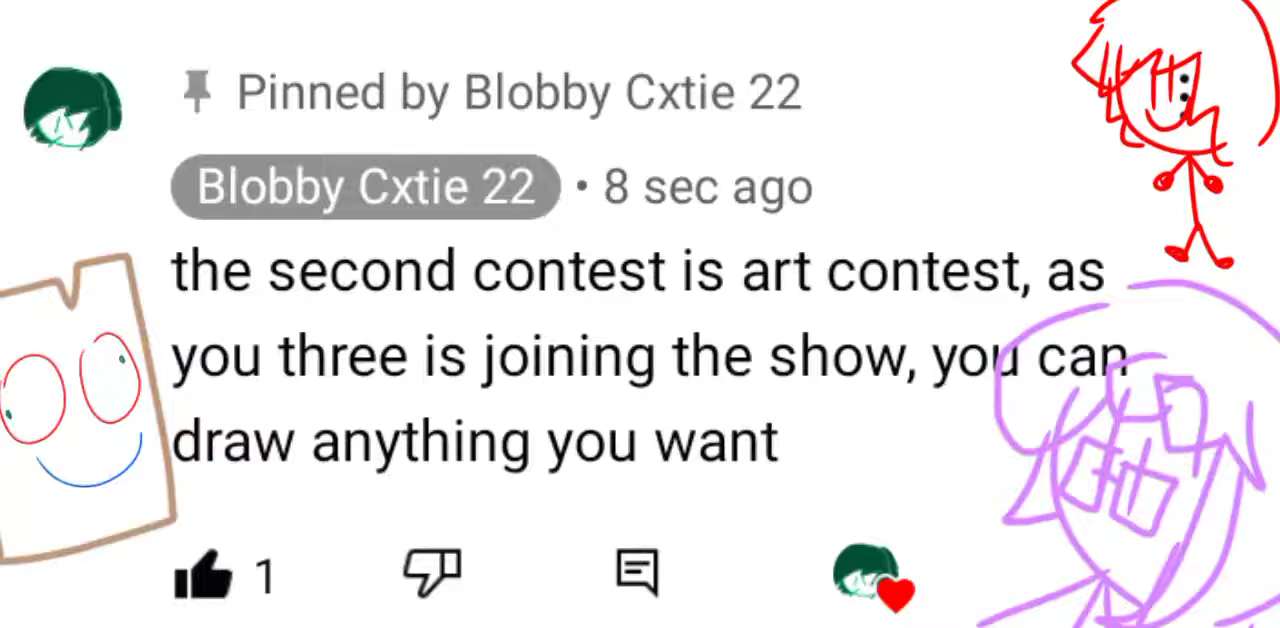 Pinned by Blobby Cxtie 22
Blobby Cxtie 22 • 8 sec ago
the second contest is art contest, as
you three is joining the show, you can
draw anything you want
1